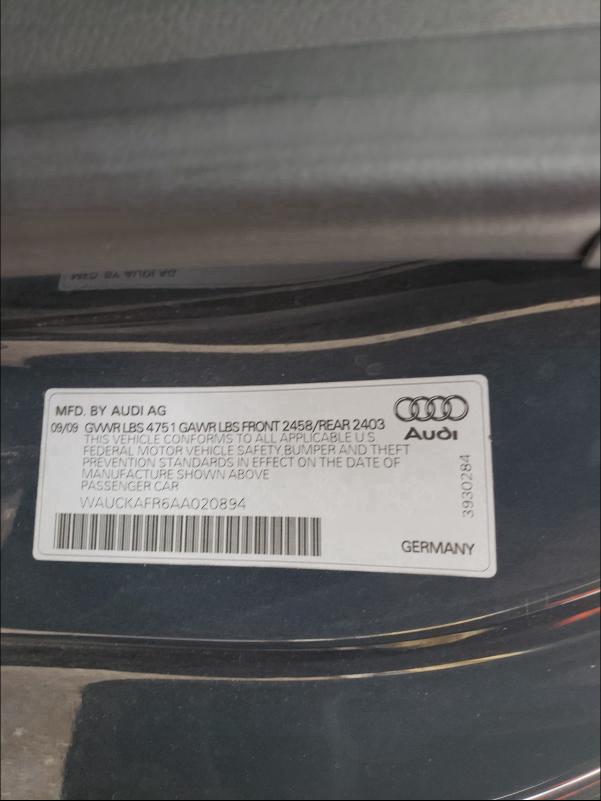 MFD. BY AUDI AG
09/09 GVWR LBS 4751 GAWR LBS FRONT 2458/REAR 2403
THIS VEHICLE CONFORMS TO ALL APPLICABLE U S
FEDERAL MOTOR VEHICLE SAFETY,BUMPER AND THEFT
PREVENTION STANDARDS IN EFFECT ON THE DATE OF
MANUFACTURE SHOWN ABOVE
PASSENGER CAR
WAUCKAFR6AA020894
Audi
3930284
GERMANY